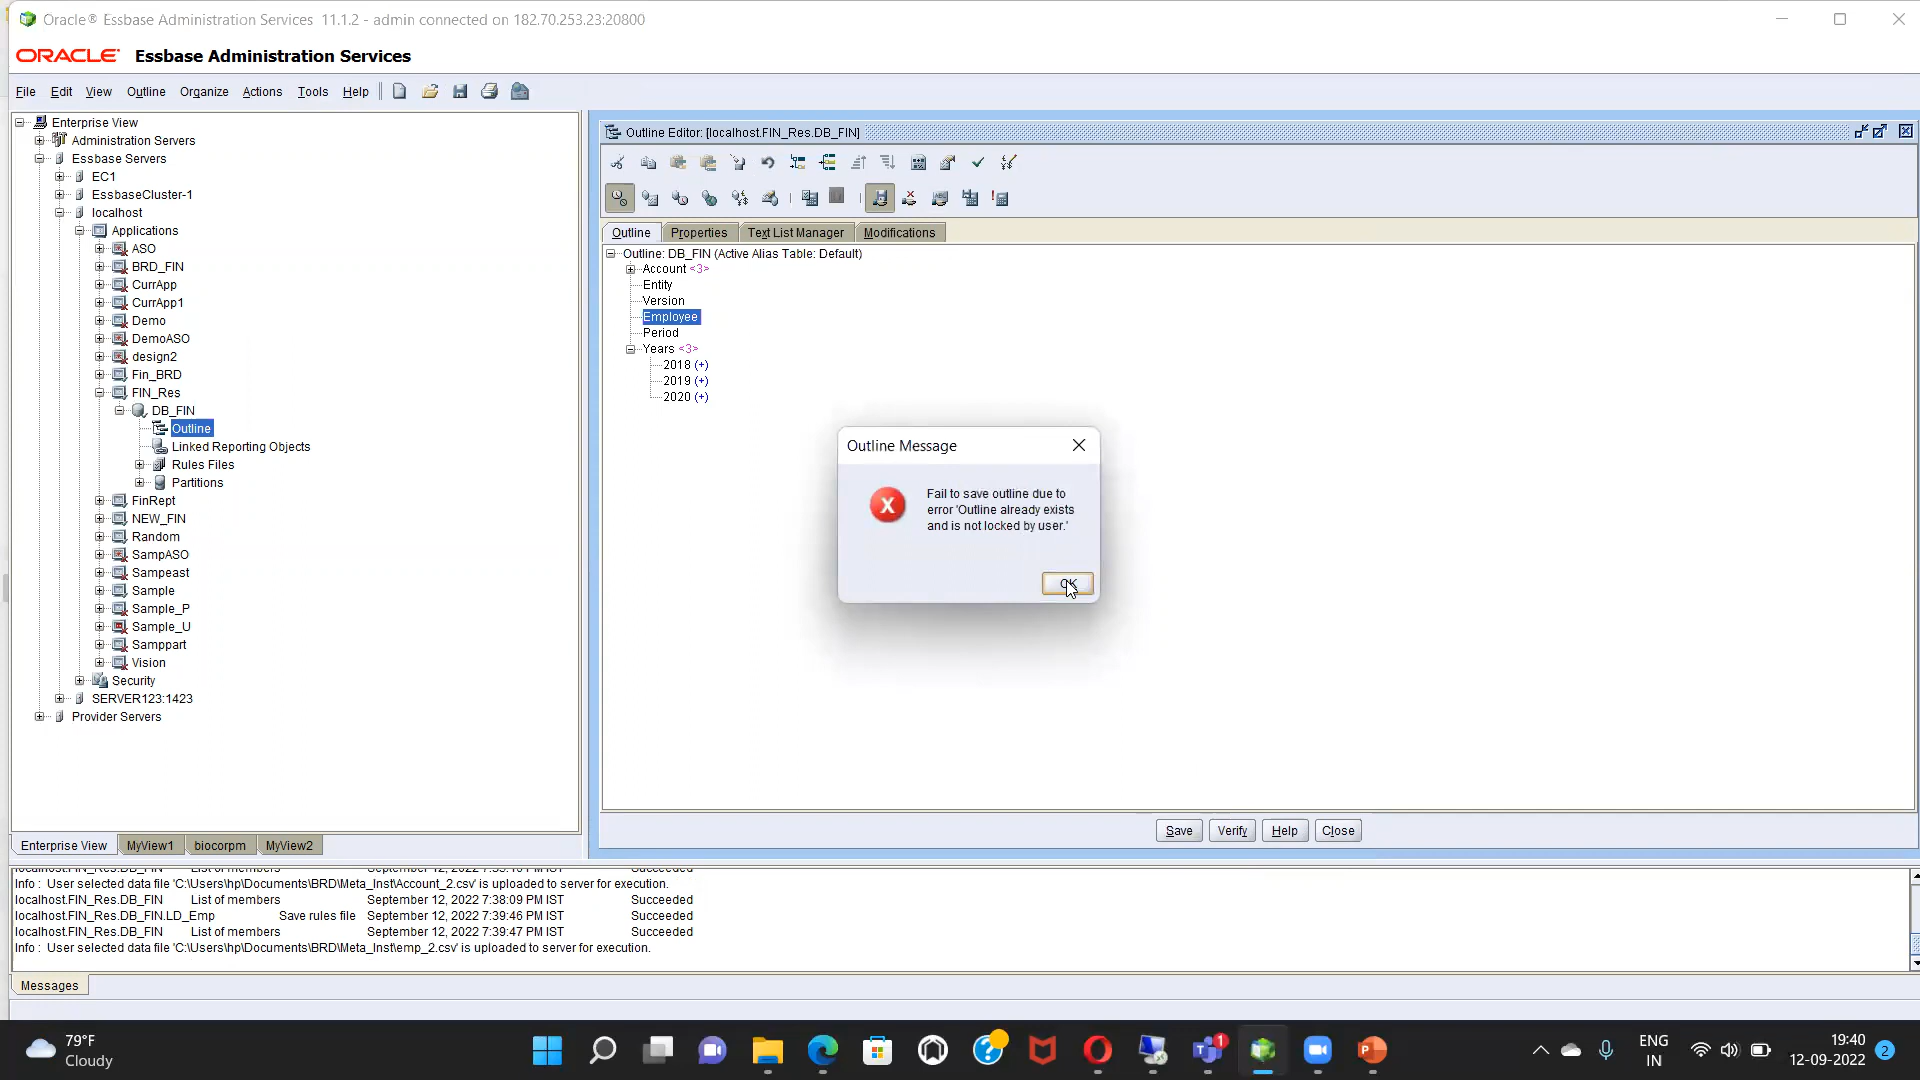 Oracle® Essbase Administration Services 11.1.2 - admin connected on 182.70.253.23:20800
ORACLE Essbase Administration Services
File Edit View Outline Organize Actions Tools Help
Enterprise View
Administration Servers
Essbase Servers
EC1
EssbaseCluster-1
localhost
Applications
ASO
BRD_FIN
CurrApp
CurrApp1
Demo
DemoASO
design2
Fin_BRD
FIN_Res
DB_FIN
Outline
Linked Reporting Objects
Rules Files
Partitions
FinRept
NEW_FIN
Random
SampASO
Sampeast
Sample
Sample_P
Sample_U
Samppart
Vision
Security
SERVER123:1423
Provider Servers
Enterprise View MyView1 biocorpm MyView2
Outline Editor: [localhost.FIN_Res.DB_FIN]
Outline Properties Text List Manager Modifications
Outline: DB_FIN (Active Alias Table: Default)
Account <3>
Entity
Version
Employee
Period
Years <3>
2018 (+)
2019 (+)
2020 (+)
Outline Message
Fail to save outline due to
error 'Outline already exists
and is not locked by user.'
OK
Save Verify Help Close
Info : User selected data file 'C:\Users\hp\Documents\BRD\Meta_Inst\Account_2.csv' is uploaded to server for execution.
localhost.FIN_Res.DB_FIN List of members September 12, 2022 7:38:09 PM IST Succeeded
localhost.FIN_Res.DB_FIN.LD_Emp Save rules file September 12, 2022 7:39:46 PM IST Succeeded
localhost.FIN_Res.DB_FIN List of members September 12, 2022 7:39:47 PM IST Succeeded
Info : User selected data file 'C:\Users\hp\Documents\BRD\Meta_Inst\emp_2.csv' is uploaded to server for execution.
Messages
79°F
Cloudy
1
ENG
IN
19:40
12-09-2022
2